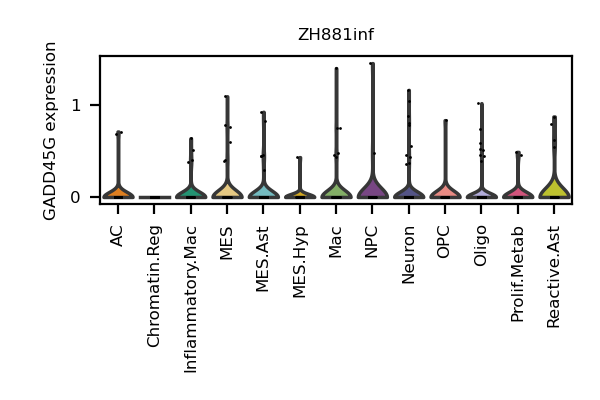 ZH881inf
GADD45G expression
1
0
AC
Chromatin.Reg
Inflammatory.Mac
MES
MES.Ast
MES.Hyp
Mac
NPC
Neuron
OPC
Oligo
Prolif.Metab
Reactive.Ast